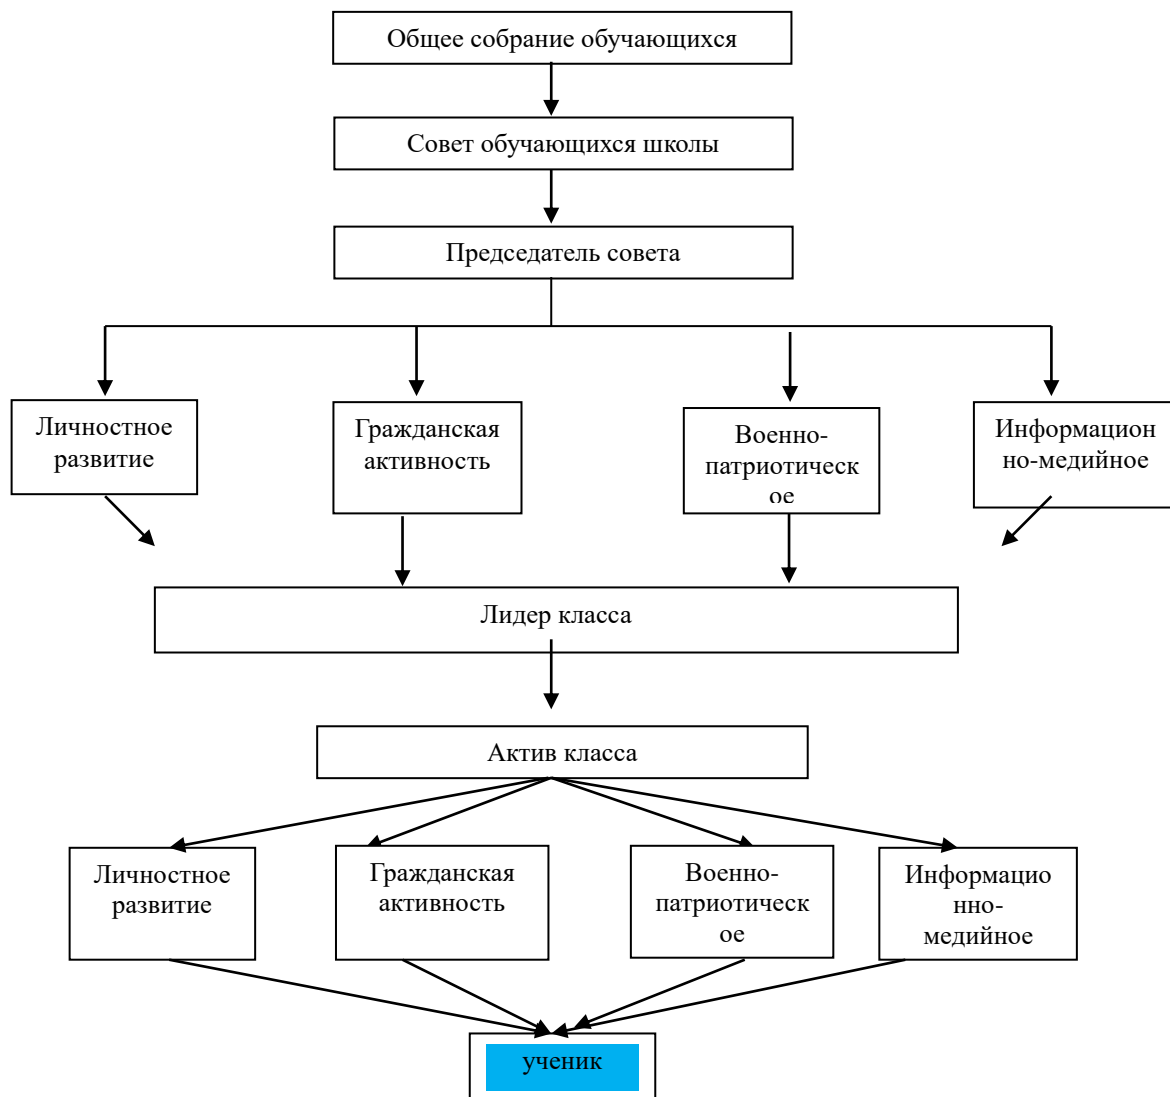 Общее собрание обучающихся
Совет обучающихся школы
Председатель совета
Личностное
развитие
Гражданская
активность
Военно-
патриотическ
ое
Информацион
но-медийное
Лидер класса
Актив класса
Личностное
развитие
Гражданская
активность
Военно-
патриотическ
ое
Информацио
нно-
медийное
ученик